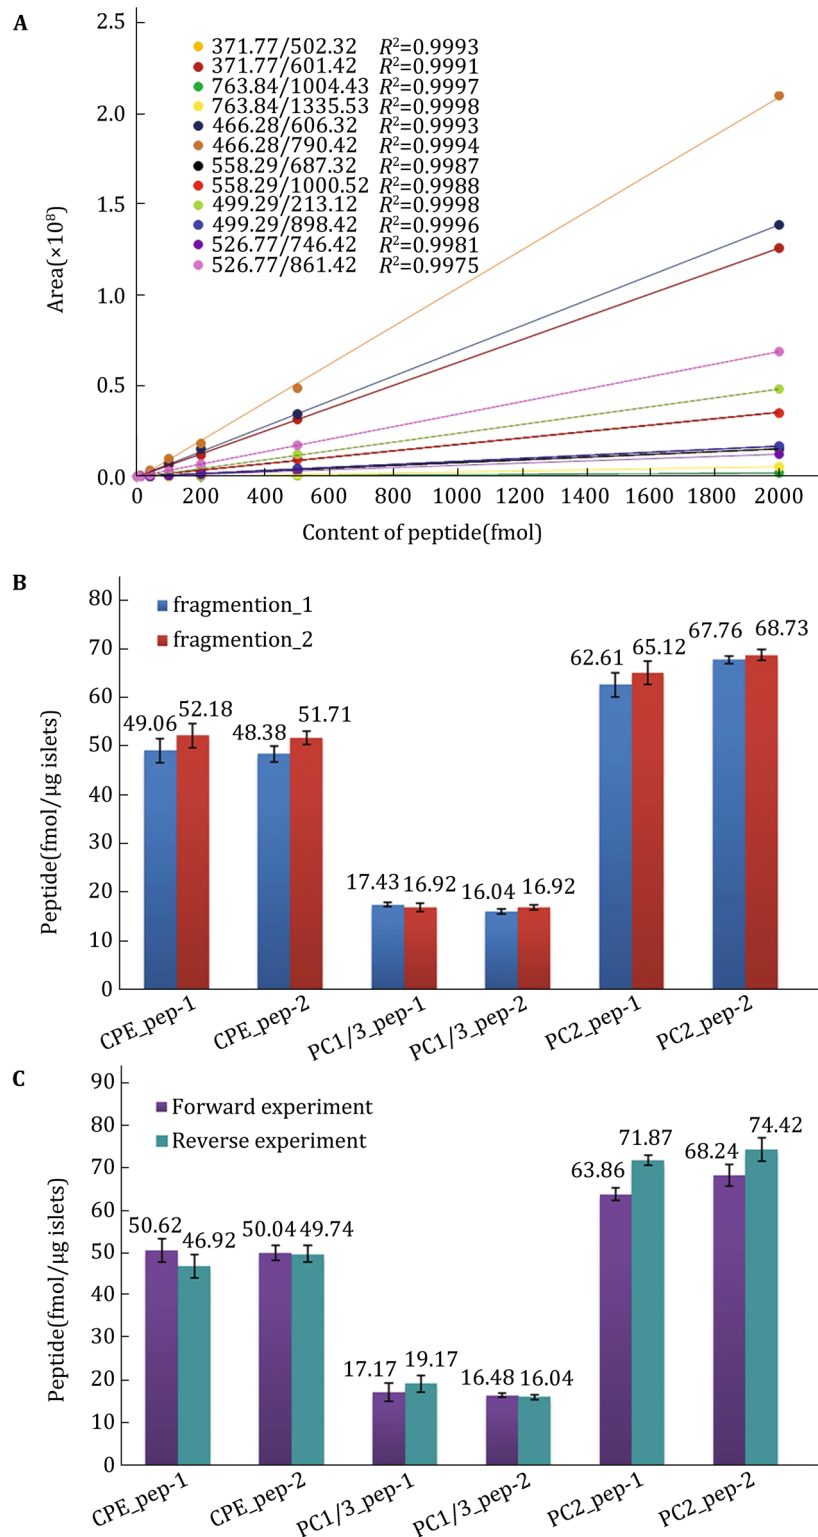 A
2.5
2.0
1.5
1.0
0.5
0.0
Area(×10⁸)
371.77/502.32 R²=0.9993
371.77/601.42 R²=0.9991
763.84/1004.43 R²=0.9997
763.84/1335.53 R²=0.9998
466.28/606.32 R²=0.9993
466.28/790.42 R²=0.9994
558.29/687.32 R²=0.9987
558.29/1000.52 R²=0.9988
499.29/213.12 R²=0.9998
499.29/898.42 R²=0.9996
526.77/746.42 R²=0.9981
526.77/861.42 R²=0.9975
0 200 400 600 800 1000 1200 1400 1600 1800 2000
Content of peptide(fmol)
B
80
70
60
50
40
30
20
10
0
Peptide(fmol/μg islets)
fragmention_1
fragmention_2
49.06 52.18 48.38 51.71 17.43 16.92 16.04 16.92 62.61 65.12 67.76 68.73
CPE_pep-1 CPE_pep-2 PC1/3_pep-1 PC1/3_pep-2 PC2_pep-1 PC2_pep-2
C
90
80
70
60
50
40
30
20
10
0
Peptide(fmol/μg islets)
Forward experiment
Reverse experiment
50.62 46.92 50.04 49.74 17.17 19.17 16.48 16.04 63.86 71.87 68.24 74.42
CPE_pep-1 CPE_pep-2 PC1/3_pep-1 PC1/3_pep-2 PC2_pep-1 PC2_pep-2